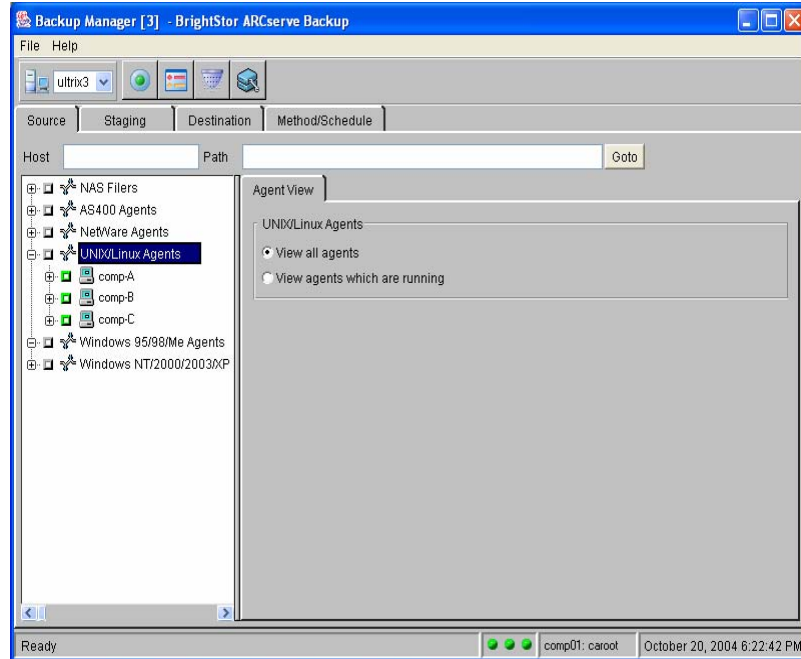 Backup Manager [3] - BrightStor ARCserve Backup
File Help
ultrix3
Source Staging Destination Method/Schedule
Host Path Goto
NAS Filers
AS400 Agents
NetWare Agents
UNIX/Linux Agents
comp-A
comp-B
comp-C
Windows 95/98/Me Agents
Windows NT/2000/2003/XP
Agent View
UNIX/Linux Agents
View all agents
View agents which are running
Ready comp01: caroot October 20, 2004 6:22:42 PM